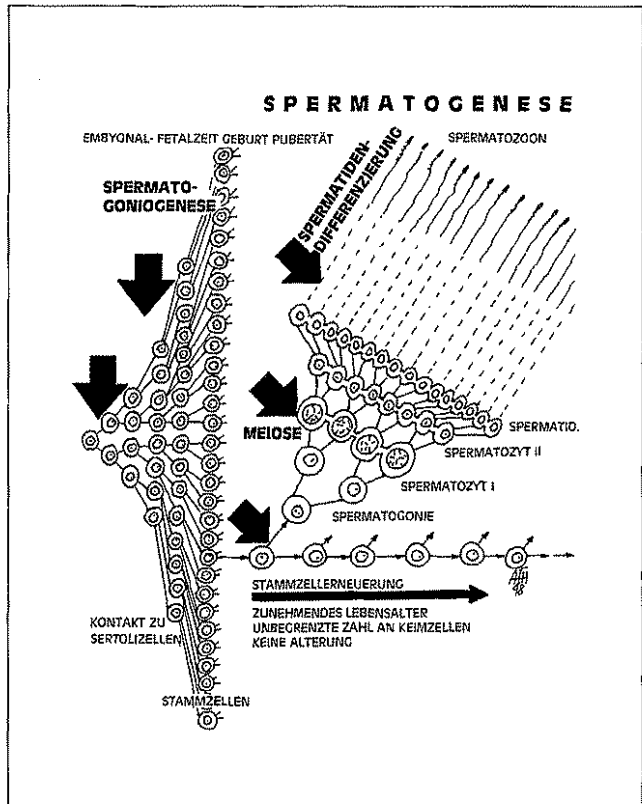 SPERMATOGENESE
EMBYONAL- FETALZEIT GEBURT PUBERTÄT
SPERMATOZOON
SPERMATO-
GONIOGENESE
SPERMATIDEN-
DIFFERENZIERUNG
MEIOSE
SPERMATID.
SPERMATOZYT II
SPERMATOZYT I
SPERMATOGONIE
STAMMZELLERNEUERUNG
ZUNEHMENDES LEBENSALTER
UNBEGRENZTE ZAHL AN KEIMZELLEN
KEINE ALTERUNG
KONTAKT ZU
SERTOLIZELLEN
STAMMZELLEN
98